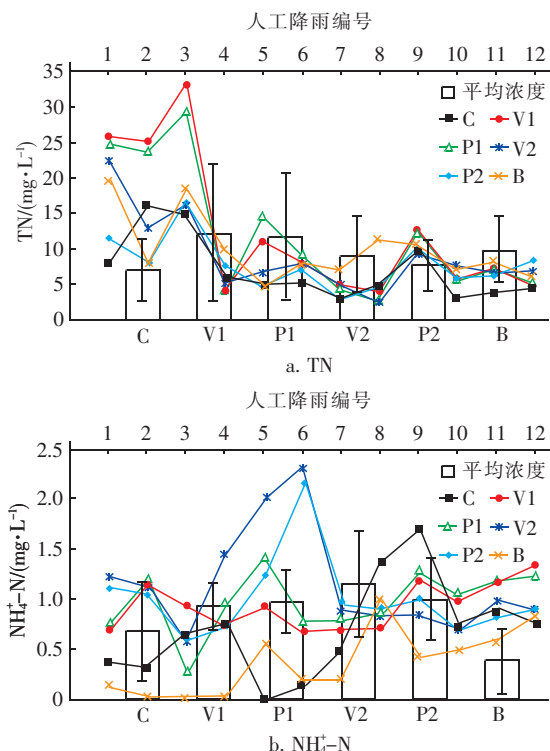 人工降雨编号
1 2 3 4 5 6 7 8 9 10 11 12
TN/(mg·L⁻¹)
35
30
25
20
15
10
5
0
平均浓度
C V1
P1 V2
P2 B
C V1 P1 V2 P2 B
a. TN
人工降雨编号
1 2 3 4 5 6 7 8 9 10 11 12
NH₄⁺-N/(mg·L⁻¹)
2.5
2.0
1.5
1.0
0.5
0
平均浓度
C V1
P1 V2
P2 B
C V1 P1 V2 P2 B
b. NH₄⁺-N